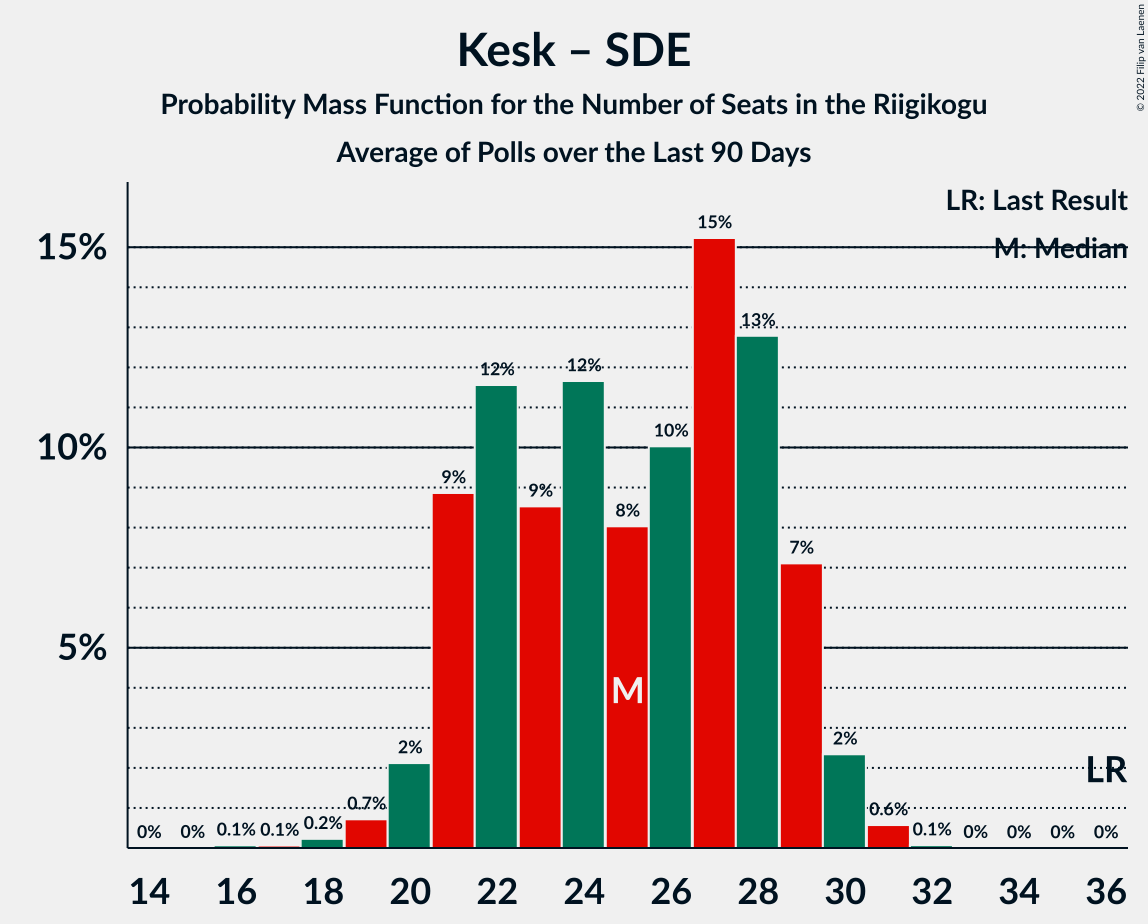 Kesk – SDE
Probability Mass Function for the Number of Seats in the Riigikogu
Average of Polls over the Last 90 Days
© 2022 Filip van Laenen
LR: Last Result
M: Median
15%
10%
5%
0%
0%
0.1%
0.1%
0.2%
0.7%
2%
9%
12%
9%
12%
8%
10%
15%
13%
7%
2%
0.6%
0.1%
0%
0%
0%
0%
M
LR
14 16 18 20 22 24 26 28 30 32 34 36